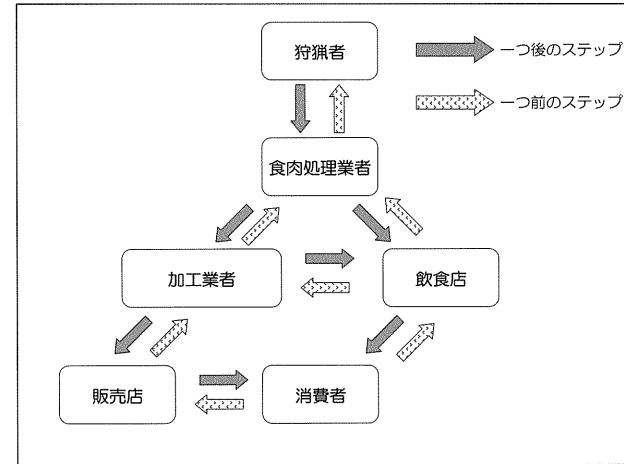 狩猟者
一つ後のステップ
一つ前のステップ
食肉処理業者
加工業者
飲食店
販売店
消費者